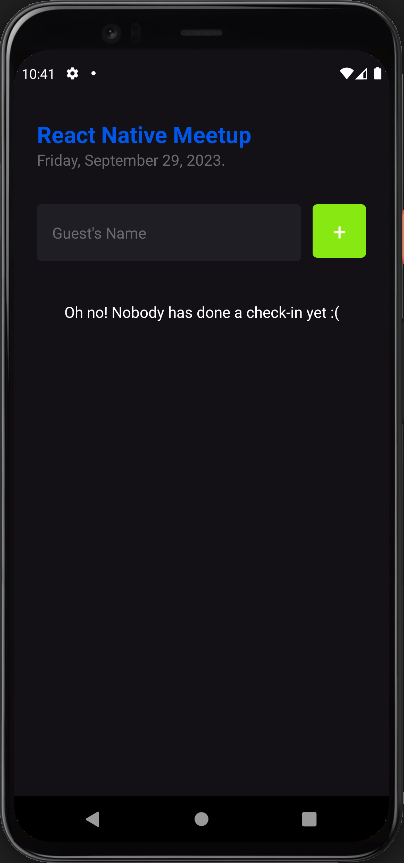 10:41
React Native Meetup
Friday, September 29, 2023.
Guest's Name
+
Oh no! Nobody has done a check-in yet :(